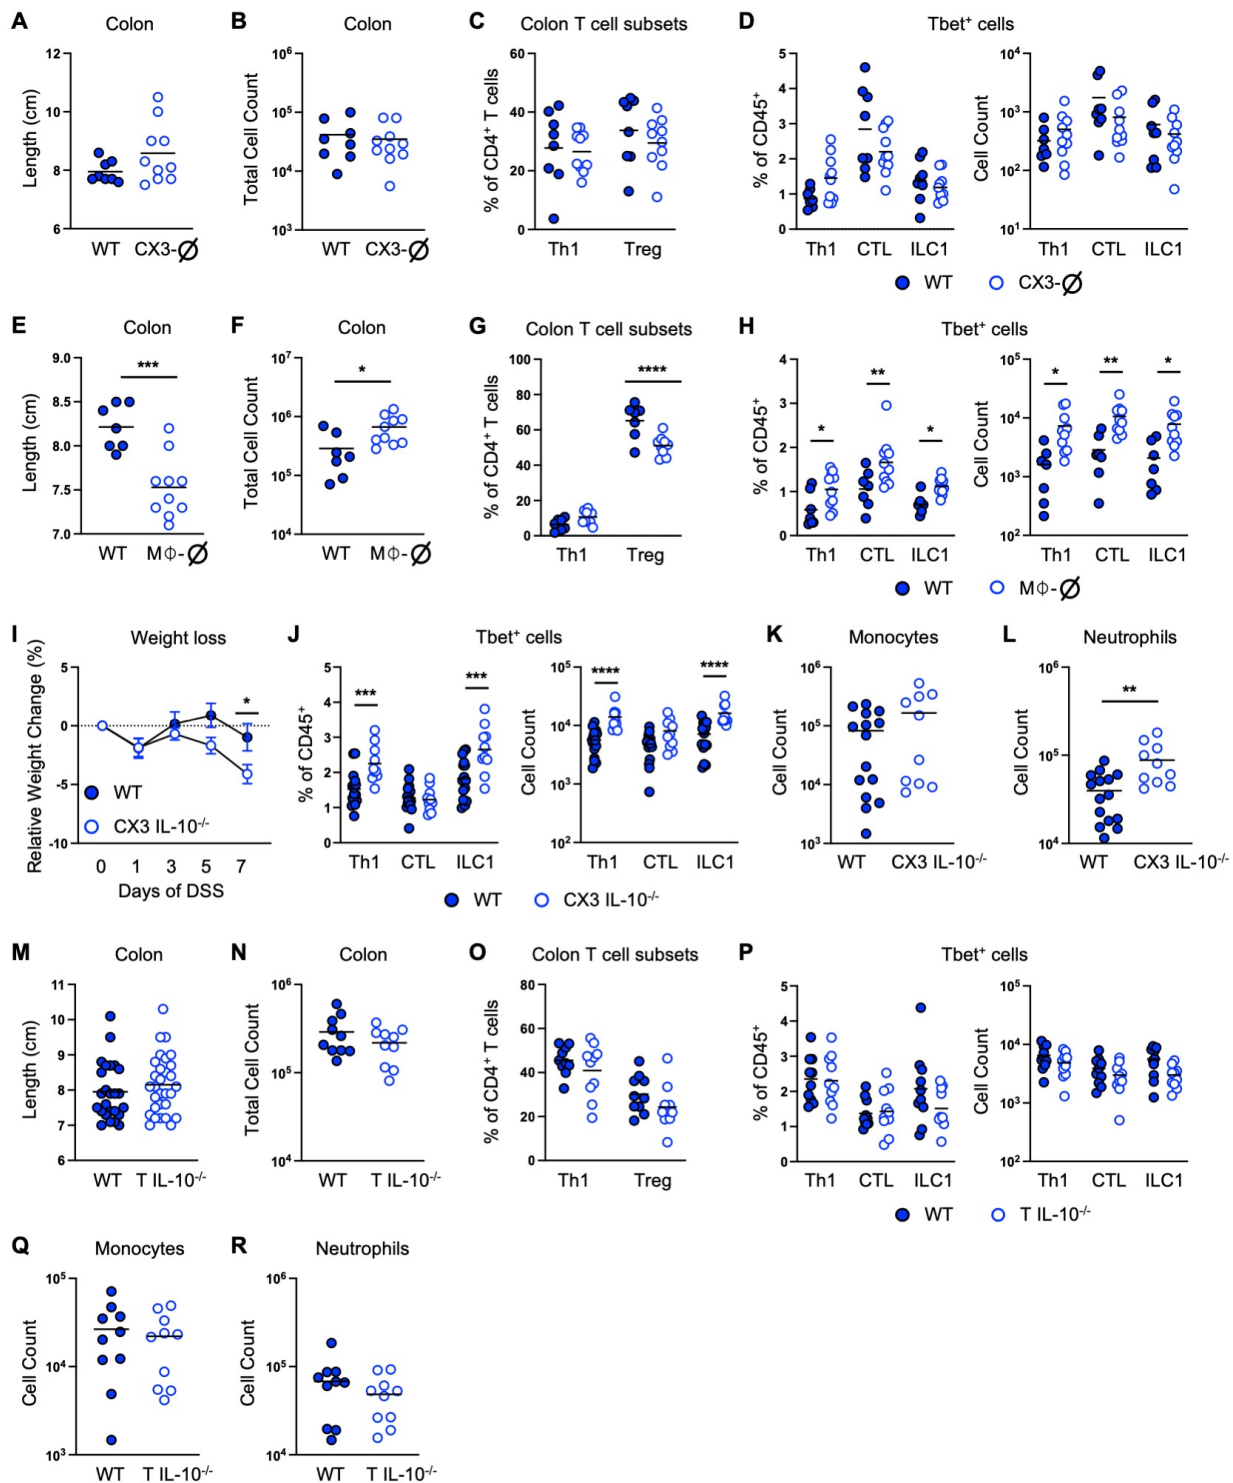 A Colon
Length (cm)
12
10
8
6
WT CX3-Ø
B Colon
Total Cell Count
10⁶
10⁵
10⁴
10³
WT CX3-Ø
C Colon T cell subsets
% of CD4⁺ T cells
60
40
20
0
Th1 Treg
D Tbet⁺ cells
% of CD45⁺
5
4
3
2
1
0
Th1 CTL ILC1
Cell Count
10⁴
10³
10²
10¹
Th1 CTL ILC1
WT CX3-Ø
E Colon
Length (cm)
9.0
8.5
8.0
7.5
7.0
***
WT MΦ-Ø
F Colon
Total Cell Count
10⁷
10⁶
10⁵
10⁴
*
WT MΦ-Ø
G Colon T cell subsets
% of CD4⁺ T cells
100
80
60
40
20
0
****
Th1 Treg
H Tbet⁺ cells
% of CD45⁺
4
3
2
1
0
* ** *
Th1 CTL ILC1
Cell Count
10⁵
10⁴
10³
10²
* ** *
Th1 CTL ILC1
WT MΦ-Ø
I Weight loss
Relative Weight Change (%)
5
0
-5
-10
*
WT
CX3 IL-10⁻/⁻
0 1 3 5 7
Days of DSS
J Tbet⁺ cells
% of CD45⁺
5
4
3
2
1
0
*** ***
Th1 CTL ILC1
Cell Count
10⁵
10⁴
10³
10²
**** ****
Th1 CTL ILC1
WT CX3 IL-10⁻/⁻
K Monocytes
Cell Count
10⁶
10⁵
10⁴
10³
WT CX3 IL-10⁻/⁻
L Neutrophils
Cell Count
10⁶
10⁵
10⁴
**
WT CX3 IL-10⁻/⁻
M Colon
Length (cm)
11
10
9
8
7
6
WT T IL-10⁻/⁻
N Colon
Total Cell Count
10⁶
10⁵
10⁴
WT T IL-10⁻/⁻
O Colon T cell subsets
% of CD4⁺ T cells
80
60
40
20
0
Th1 Treg
P Tbet⁺ cells
% of CD45⁺
5
4
3
2
1
0
Th1 CTL ILC1
Cell Count
10⁵
10⁴
10³
10²
Th1 CTL ILC1
WT T IL-10⁻/⁻
Q Monocytes
Cell Count
10⁵
10⁴
10³
WT T IL-10⁻/⁻
R Neutrophils
Cell Count
10⁶
10⁵
10⁴
WT T IL-10⁻/⁻